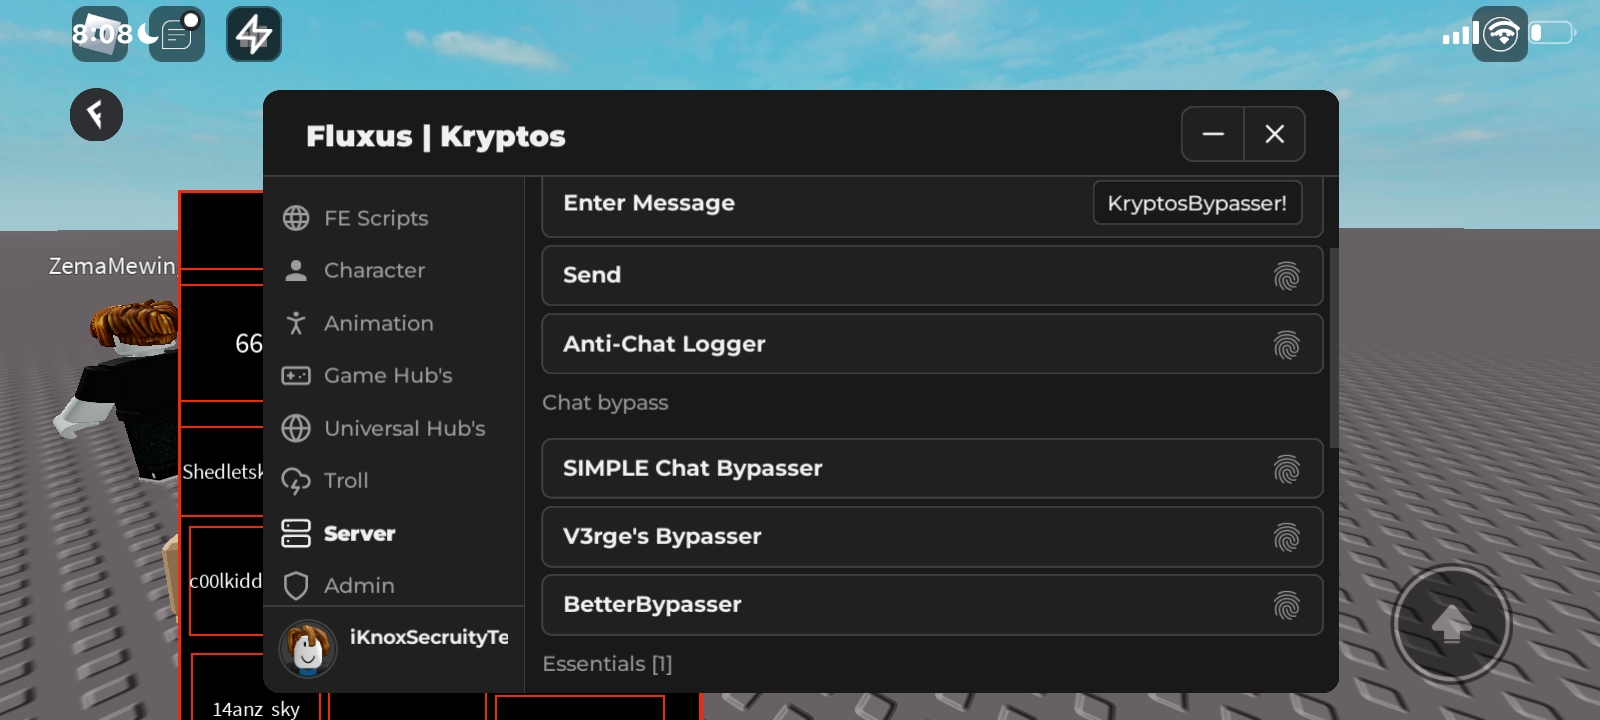 8:08
Fluxus | Kryptos
ZemaMewin
66
Shedletsk
c00lkidd
14anz sky
FE Scripts
Character
Animation
Game Hub's
Universal Hub's
Troll
Server
Admin
iKnoxSecruityTe
Enter Message
KryptosBypasser!
Send
Anti-Chat Logger
Chat bypass
SIMPLE Chat Bypasser
V3rge's Bypasser
BetterBypasser
Essentials [1]